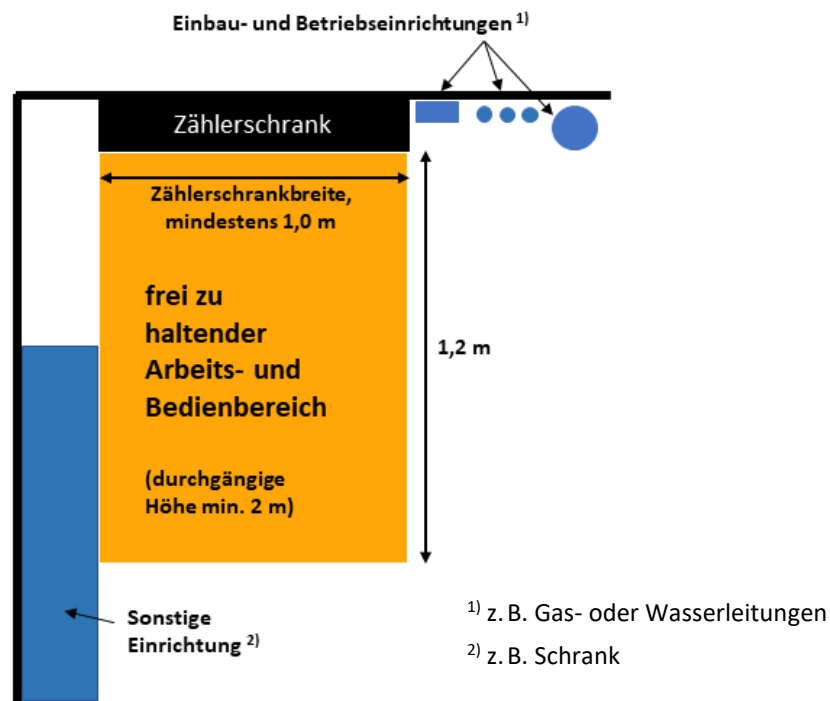 Einbau- und Betriebseinrichtungen 1)
Zählerschrank
Zählerschrankbreite,
mindestens 1,0 m
frei zu
haltender
Arbeits- und
Bedienbereich
(durchgängige
Höhe min. 2 m)
1,2 m
Sonstige
Einrichtung 2)
1) z. B. Gas- oder Wasserleitungen
2) z. B. Schrank